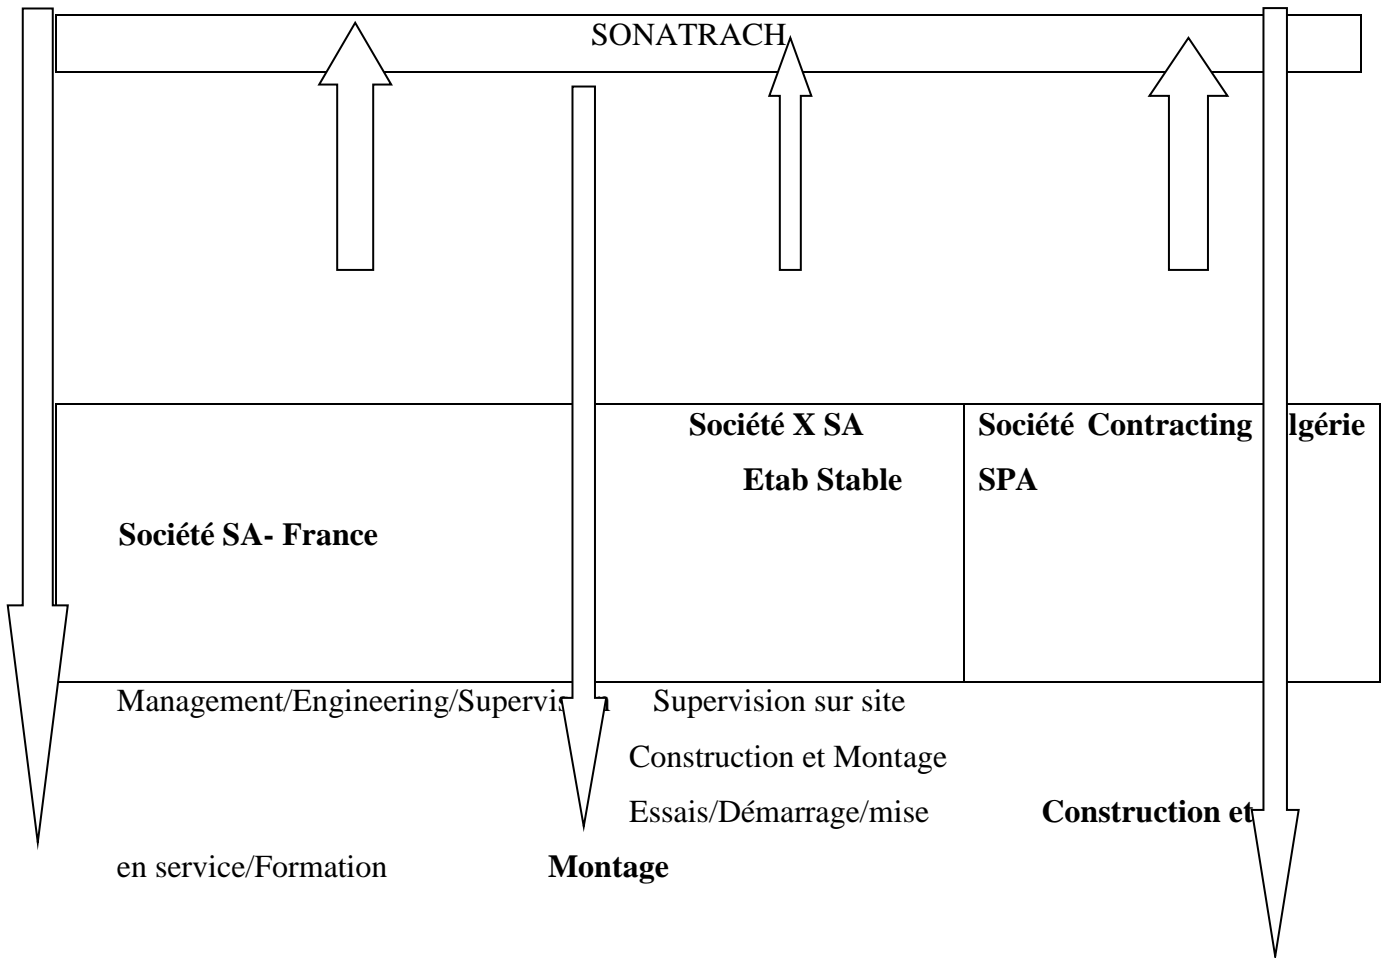 SONATRACH
Société X SA
Etab Stable
Société Contracting lgérie
SPA
Société SA- France
Management/Engineering/Supervis Supervision sur site
Construction et Montage
Essais/Démarrage/mise Construction et
en service/Formation Montage